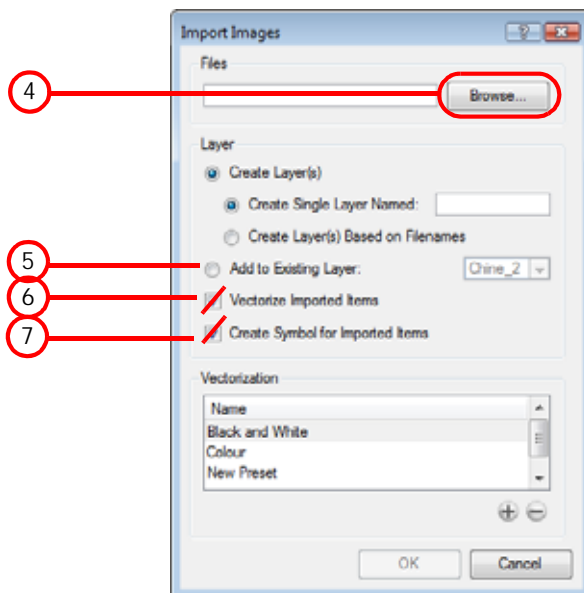 Import Images
Files
4
Browse...
Layer
Create Layer(s)
Create Single Layer Named:
Create Layer(s) Based on Filenames
5
Add to Existing Layer:
Chine_2
6
Vectorize Imported Items
7
Create Symbol for Imported Items
Vectorization
Name
Black and White
Colour
New Preset
OK
Cancel